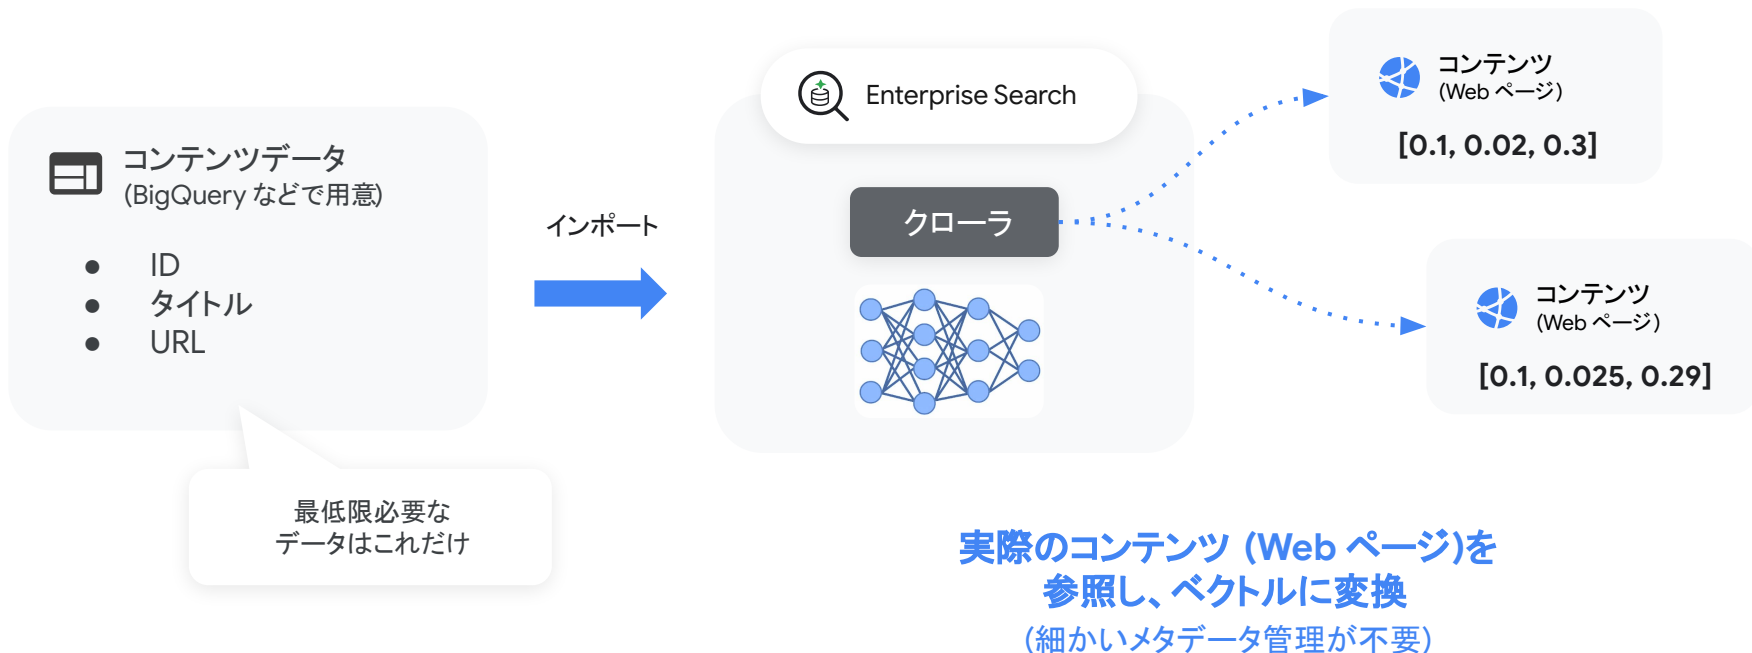 コンテンツデータ
(BigQuery などで用意)
● ID
● タイトル
● URL
最低限必要な
データはこれだけ
インポート
Enterprise Search
クローラ
コンテンツ
(Web ページ)
[0.1, 0.02, 0.3]
コンテンツ
(Web ページ)
[0.1, 0.025, 0.29]
実際のコンテンツ (Web ページ)を
参照し、ベクトルに変換
(細かいメタデータ管理が不要)